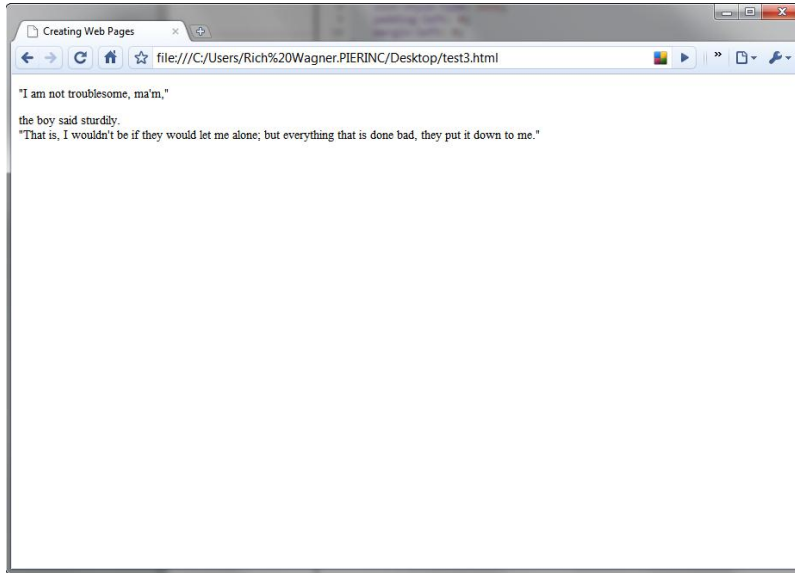 Creating Web Pages
file:///C:/Users/Rich%20Wagner.PIERINC/Desktop/test3.html
"I am not troublesome, ma'm,"
the boy said sturdily.
"That is, I wouldn't be if they would let me alone; but everything that is done bad, they put it down to me."